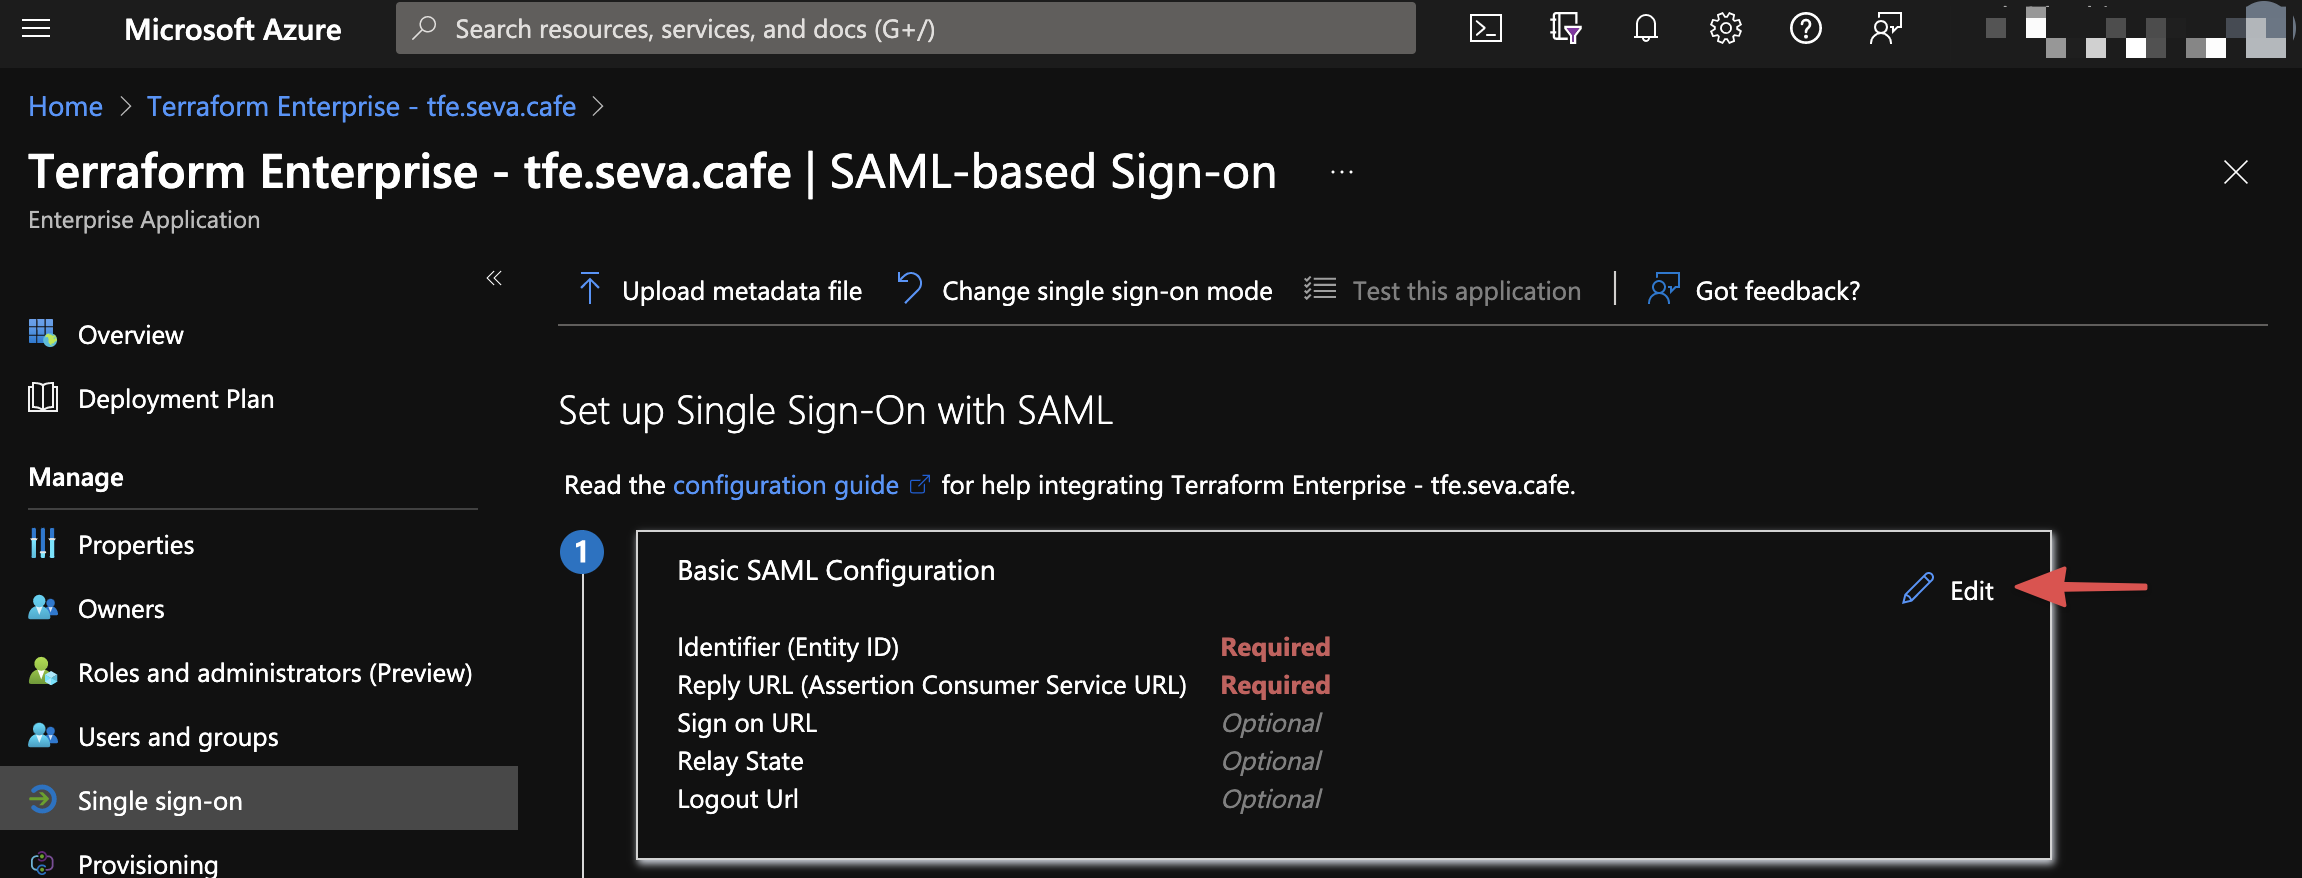 Microsoft Azure
Search resources, services, and docs (G+/)
Home > Terraform Enterprise - tfe.seva.cafe >
Terraform Enterprise - tfe.seva.cafe | SAML-based Sign-on ...
Enterprise Application
Upload metadata file
Change single sign-on mode
Test this application
Got feedback?
Overview
Deployment Plan
Manage
Properties
Owners
Roles and administrators (Preview)
Users and groups
Single sign-on
Provisioning
Set up Single Sign-On with SAML
Read the configuration guide for help integrating Terraform Enterprise - tfe.seva.cafe.
1
Basic SAML Configuration
Edit
Identifier (Entity ID) Required
Reply URL (Assertion Consumer Service URL) Required
Sign on URL Optional
Relay State Optional
Logout Url Optional